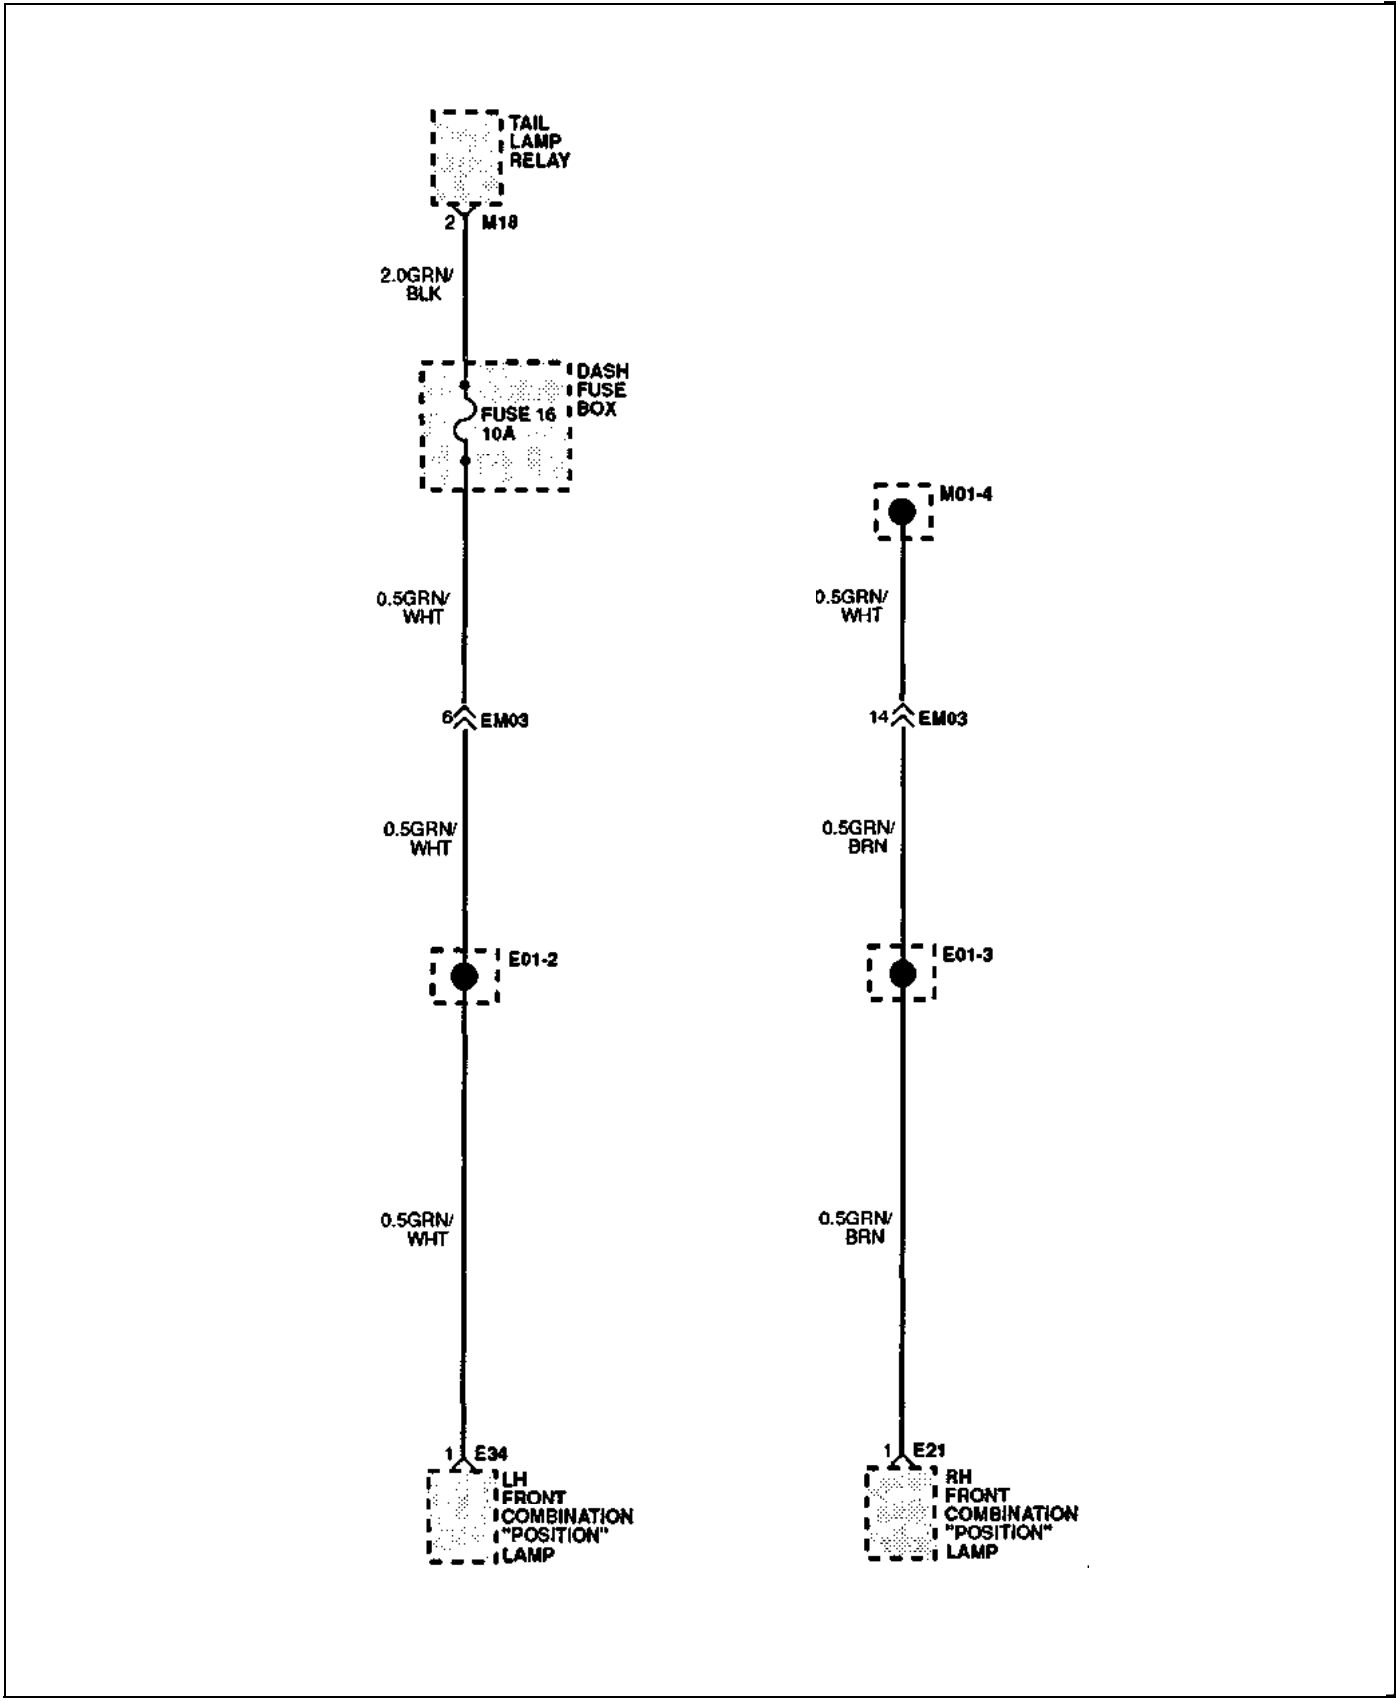 TAIL
LAMP
RELAY
2 M18
2.0GRN/
BLK
DASH
FUSE
BOX
FUSE 16
10A
0.5GRN/
WHT
6 EM03
0.5GRN/
WHT
E01-2
0.5GRN/
WHT
1 E34
LH
FRONT
COMBINATION
"POSITION"
LAMP
M01-4
0.5GRN/
WHT
14 EM03
0.5GRN/
BRN
E01-3
0.5GRN/
BRN
1 E21
RH
FRONT
COMBINATION
"POSITION"
LAMP